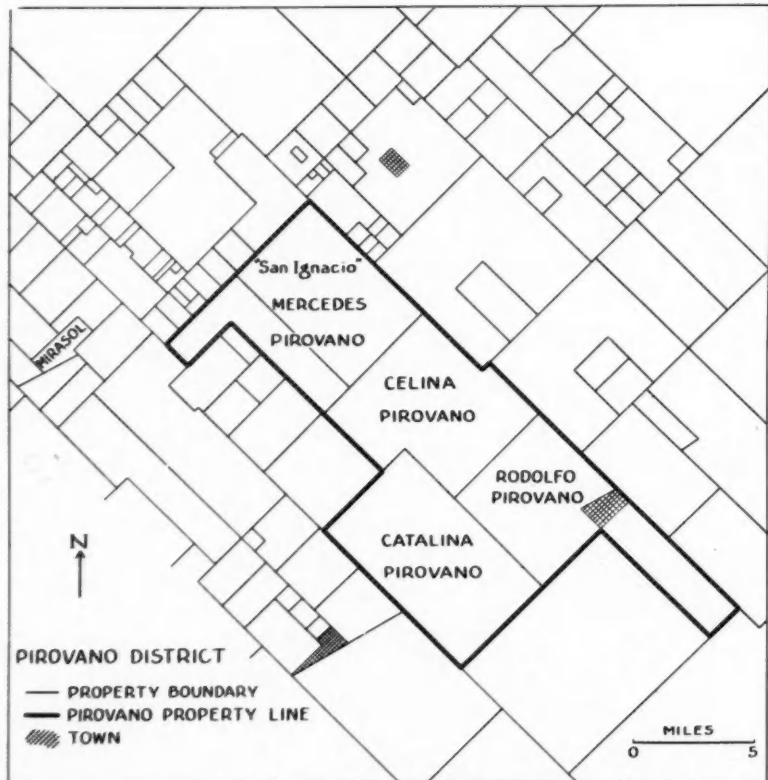 "San Ignacio"
MERCEDES
PIROVANO
MIRASOL
CELINA
PIROVANO
RODOLFO
PIROVANO
CATALINA
PIROVANO
N
PIROVANO DISTRICT
PROPERTY BOUNDARY
PIROVANO PROPERTY LINE
TOWN
MILES
0 5